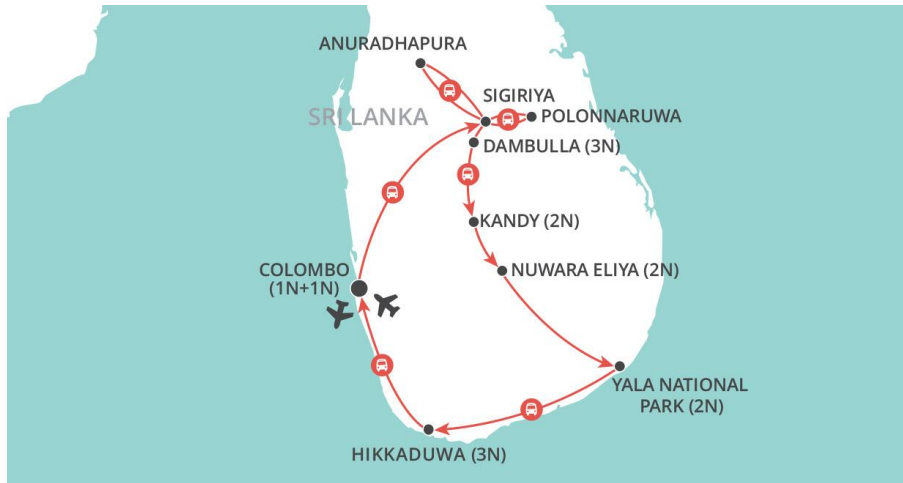 ANURADHAPURA
SIGIRIYA
SRI LANKA
POLONNARUWA
DAMBULLA (3N)
KANDY (2N)
COLOMBO
(1N+1N)
NUWARA ELIYA (2N)
YALA NATIONAL
PARK (2N)
HIKKADUWA (3N)